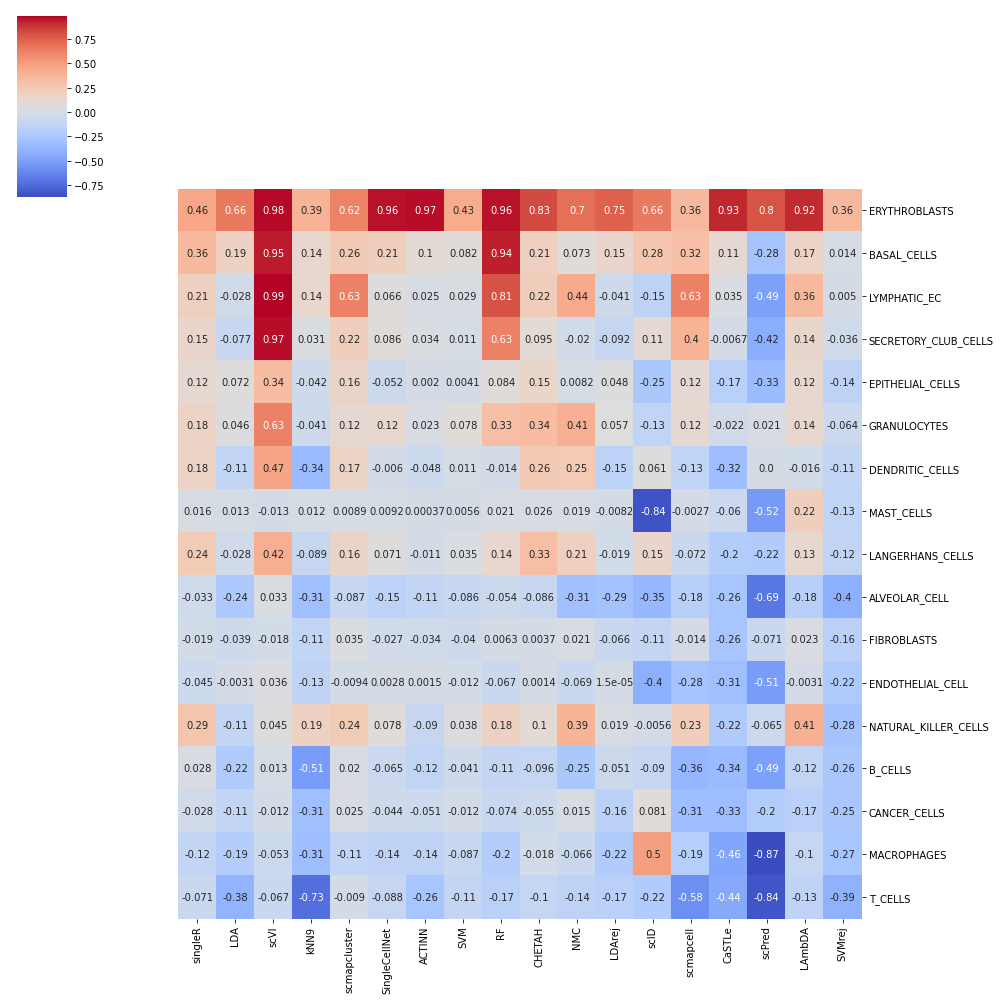 0.75
0.50
0.25
0.00
−0.25
−0.50
−0.75
0.46 0.66 0.98 0.39 0.62 0.96 0.97 0.43 0.96 0.83 0.7 0.75 0.66 0.36 0.93 0.8 0.92 0.36 ERYTHROBLASTS
0.36 0.19 0.95 0.14 0.26 0.21 0.1 0.082 0.94 0.21 0.073 0.15 0.28 0.32 0.11 -0.28 0.17 0.014 BASAL_CELLS
0.21 -0.028 0.99 0.14 0.63 0.066 0.025 0.029 0.81 0.22 0.44 -0.041 -0.15 0.63 0.035 -0.49 0.36 0.005 LYMPHATIC_EC
0.15 -0.077 0.97 0.031 0.22 0.086 0.034 0.011 0.63 0.095 -0.02 -0.092 0.11 0.4 -0.0067 -0.42 0.14 -0.036 SECRETORY_CLUB_CELLS
0.12 0.072 0.34 -0.042 0.16 -0.052 0.002 0.0041 0.084 0.15 0.0082 0.048 -0.25 0.12 -0.17 -0.33 0.12 -0.14 EPITHELIAL_CELLS
0.18 0.046 0.63 -0.041 0.12 0.12 0.023 0.078 0.33 0.34 0.41 0.057 -0.13 0.12 -0.022 0.021 0.14 -0.064 GRANULOCYTES
0.18 -0.11 0.47 -0.34 0.17 -0.006 -0.048 0.011 -0.014 0.26 0.25 -0.15 0.061 -0.13 -0.32 0.0 -0.016 -0.11 DENDRITIC_CELLS
0.016 0.013 -0.013 0.012 0.0089 0.0092 0.00037 0.0056 0.021 0.026 0.019 -0.0082 -0.84 -0.0027 -0.06 -0.52 0.22 -0.13 MAST_CELLS
0.24 -0.028 0.42 -0.089 0.16 0.071 -0.011 0.035 0.14 0.33 0.21 -0.019 0.15 -0.072 -0.2 -0.22 0.13 -0.12 LANGERHANS_CELLS
-0.033 -0.24 0.033 -0.31 -0.087 -0.15 -0.11 -0.086 -0.054 -0.086 -0.31 -0.29 -0.35 -0.18 -0.26 -0.69 -0.18 -0.4 ALVEOLAR_CELL
-0.019 -0.039 -0.018 -0.11 0.035 -0.027 -0.034 -0.04 0.0063 0.0037 0.021 -0.066 -0.11 -0.014 -0.26 -0.071 0.023 -0.16 FIBROBLASTS
-0.045 -0.0031 0.036 -0.13 -0.0094 0.0028 0.0015 -0.012 -0.067 0.0014 -0.069 1.5e-05 -0.4 -0.28 -0.31 -0.51 -0.0031 -0.22 ENDOTHELIAL_CELL
0.29 -0.11 0.045 0.19 0.24 0.078 -0.09 0.038 0.18 0.1 0.39 0.019 -0.0056 0.23 -0.22 -0.065 0.41 -0.28 NATURAL_KILLER_CELLS
0.028 -0.22 0.013 -0.51 0.02 -0.065 -0.12 -0.041 -0.11 -0.096 -0.25 -0.051 -0.09 -0.36 -0.34 -0.49 -0.12 -0.26 B_CELLS
-0.028 -0.11 -0.012 -0.31 0.025 -0.044 -0.051 -0.012 -0.074 -0.055 0.015 -0.16 0.081 -0.31 -0.33 -0.2 -0.17 -0.25 CANCER_CELLS
-0.12 -0.19 -0.053 -0.31 -0.11 -0.14 -0.14 -0.087 -0.2 -0.018 -0.066 -0.22 0.5 -0.19 -0.46 -0.87 -0.1 -0.27 MACROPHAGES
-0.071 -0.38 -0.067 -0.73 -0.009 -0.088 -0.26 -0.11 -0.17 -0.1 -0.14 -0.17 -0.22 -0.58 -0.44 -0.84 -0.13 -0.39 T_CELLS
singleR LDA scVI kNN9 scmapcluster SingleCellNet ACTINN SVM RF CHETAH NMC LDArej scID scmapcell CaSTLe scPred LAmbDA SVMrej